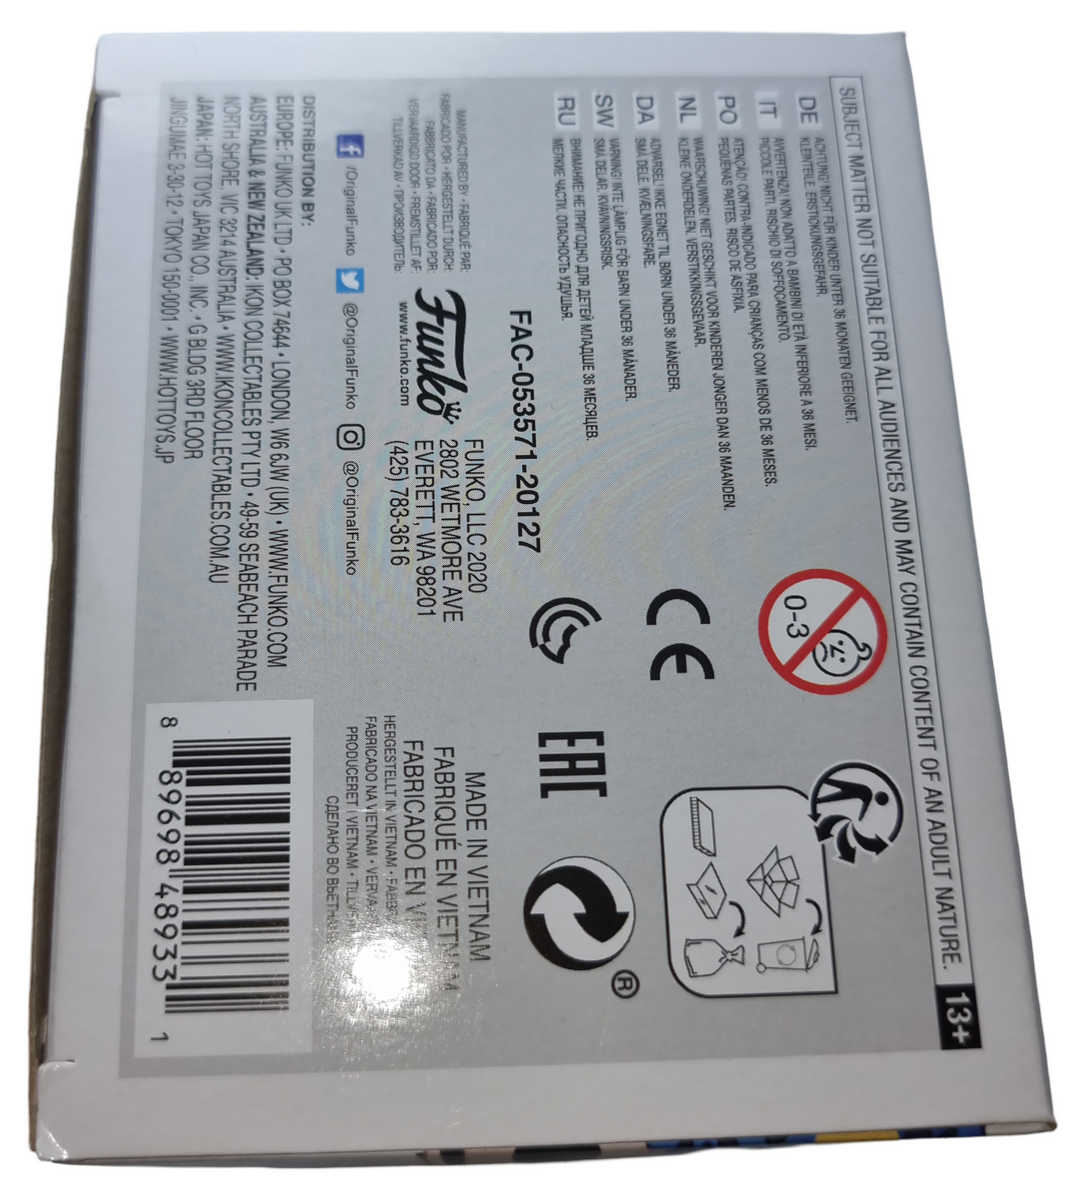 SUBJECT MATTER NOT SUITABLE FOR ALL AUDIENCES AND MAY CONTAIN CONTENT OF AN ADULT NATURE. 13+
DE ACHTUNG! NICHT FÜR KINDER UNTER 36 MONATEN GEEIGNET.
KLEINTEILE. ERSTICKUNGSGEFAHR.
IT AVVERTENZA! NON ADATTO A BAMBINI DI ETÀ INFERIORE A 36 MESI.
PICCOLE PARTI. RISCHIO DI SOFFOCAMENTO.
PO ATENÇÃO! CONTRA-INDICADO PARA CRIANÇAS COM MENOS DE 36 MESES.
PEQUENAS PARTES. RISCO DE ASFIXIA.
NL WAARSCHUWING! NIET GESCHIKT VOOR KINDEREN JONGER DAN 36 MAANDEN.
KLEINE ONDERDELEN. VERSTIKKINGSGEVAAR.
DA ADVARSEL! IKKE EGNET TIL BØRN UNDER 36 MÅNEDER.
SMÅ DELE. KVÆLNINGSFARE.
SW VARNING! INTE LÄMPLIG FÖR BARN UNDER 36 MÅNADER.
SMÅ DELAR. KVÄVNINGSRISK.
RU ВНИМАНИЕ! НЕ ПРИГОДНО ДЛЯ ДЕТЕЙ МЛАДШЕ 36 МЕСЯЦЕВ.
МЕЛКИЕ ЧАСТИ. ОПАСНОСТЬ УДУШЬЯ.
0-3
CE
FAC-053571-20127
EAC
®
MANUFACTURED BY • FABRIQUÉ PAR:
FABRICADO POR • HERGESTELLT DURCH:
FABBRICATO DA • FABRICADO POR:
VERVAARDIGD DOOR • FREMSTILLET AF:
TILLVERKAD AV • ПРОИЗВОДИТЕЛЬ:
Funko
www.funko.com
FUNKO, LLC 2020
2802 WETMORE AVE
EVERETT, WA 98201
(425) 783-3616
MADE IN VIETNAM
FABRIQUÉ EN VIETNAM
FABRICADO EN
HERGESTELLT IN VIETNAM
FABRICADO NA VIETNAM
PRODUCERET I VIETNAM
СДЕЛАНО ВО
/OriginalFunko @OriginalFunko @OriginalFunko
DISTRIBUTION BY:
EUROPE: FUNKO UK LTD • PO BOX 74644 • LONDON, W6 6JW (UK) • WWW.FUNKO.COM
AUSTRALIA & NEW ZEALAND: IKON COLLECTABLES PTY LTD • 49-59 SEABEACH PARADE
NORTH SHORE, VIC 3214 AUSTRALIA • WWW.IKONCOLLECTABLES.COM.AU
JAPAN: HOT TOYS JAPAN CO., INC. • G BLDG 3RD FLOOR
JINGUMAE 3-30-12 • TOKYO 150-0001 • WWW.HOTTOYS.JP
8 89698 48933 1